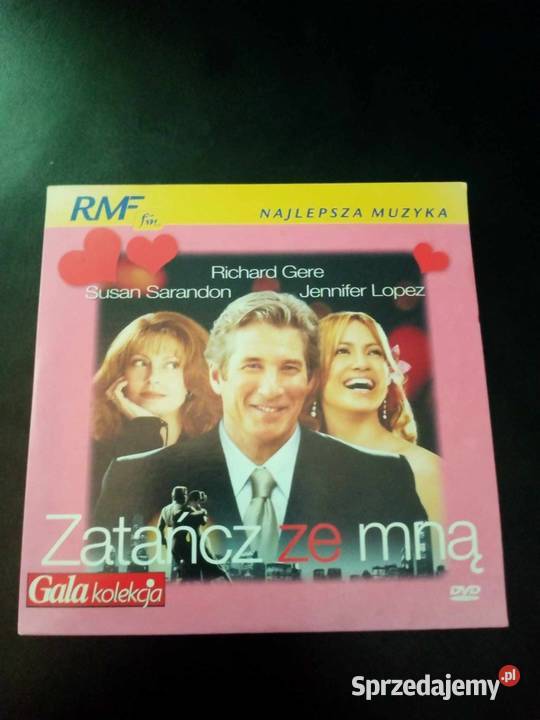 RMF fm
NAJLEPSZA MUZYKA
Richard Gere
Susan Sarandon
Jennifer Lopez
Zatańcz ze mną
Gala kolekcja
DVD
Sprzedajemy.pl